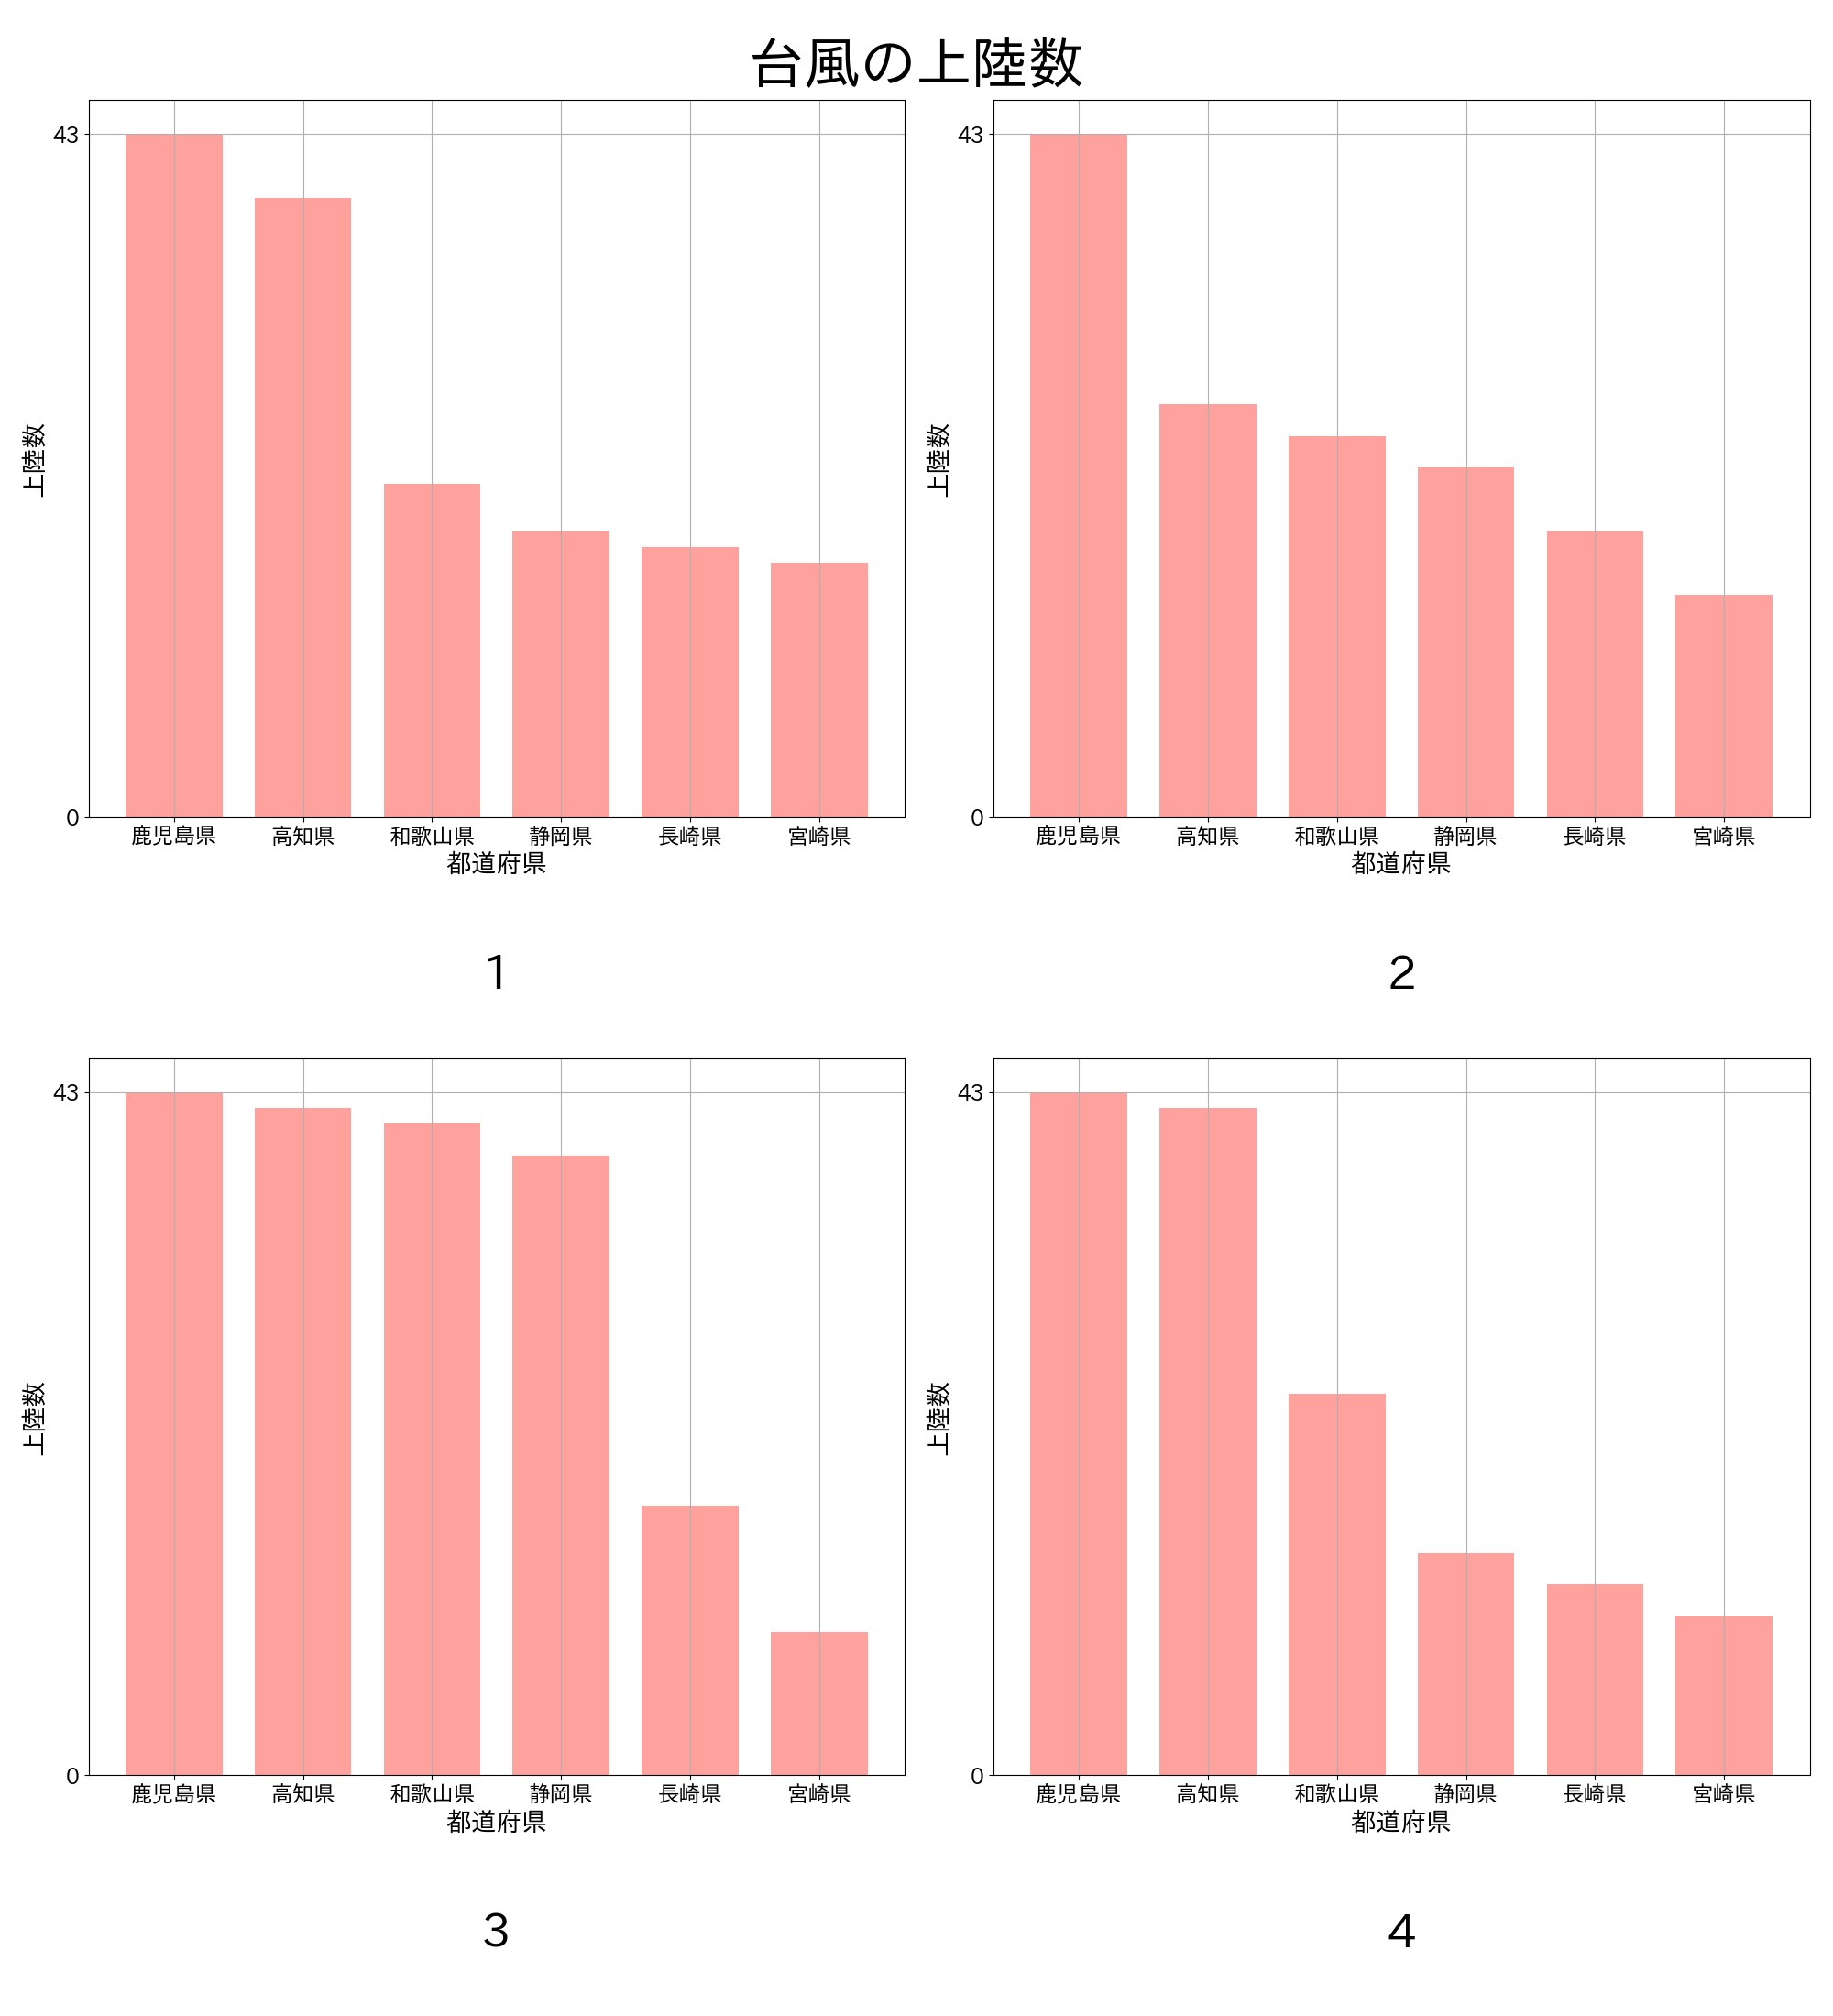 台風の上陸数
43
0
上陸数
鹿児島県 高知県 和歌山県 静岡県 長崎県 宮崎県
都道府県
1
43
0
上陸数
鹿児島県 高知県 和歌山県 静岡県 長崎県 宮崎県
都道府県
2
43
0
上陸数
鹿児島県 高知県 和歌山県 静岡県 長崎県 宮崎県
都道府県
3
43
0
上陸数
鹿児島県 高知県 和歌山県 静岡県 長崎県 宮崎県
都道府県
4